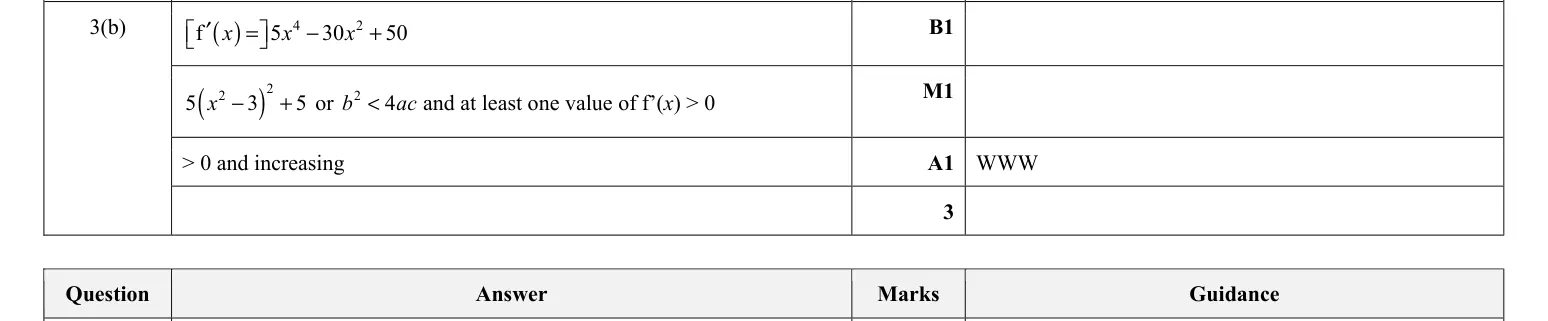 3(b) [f′(x)=]5x⁴ − 30x² + 50 B1
5(x² − 3)² + 5 or b² < 4ac and at least one value of f’(x) > 0 M1
> 0 and increasing A1 WWW
3
Question Answer Marks Guidance